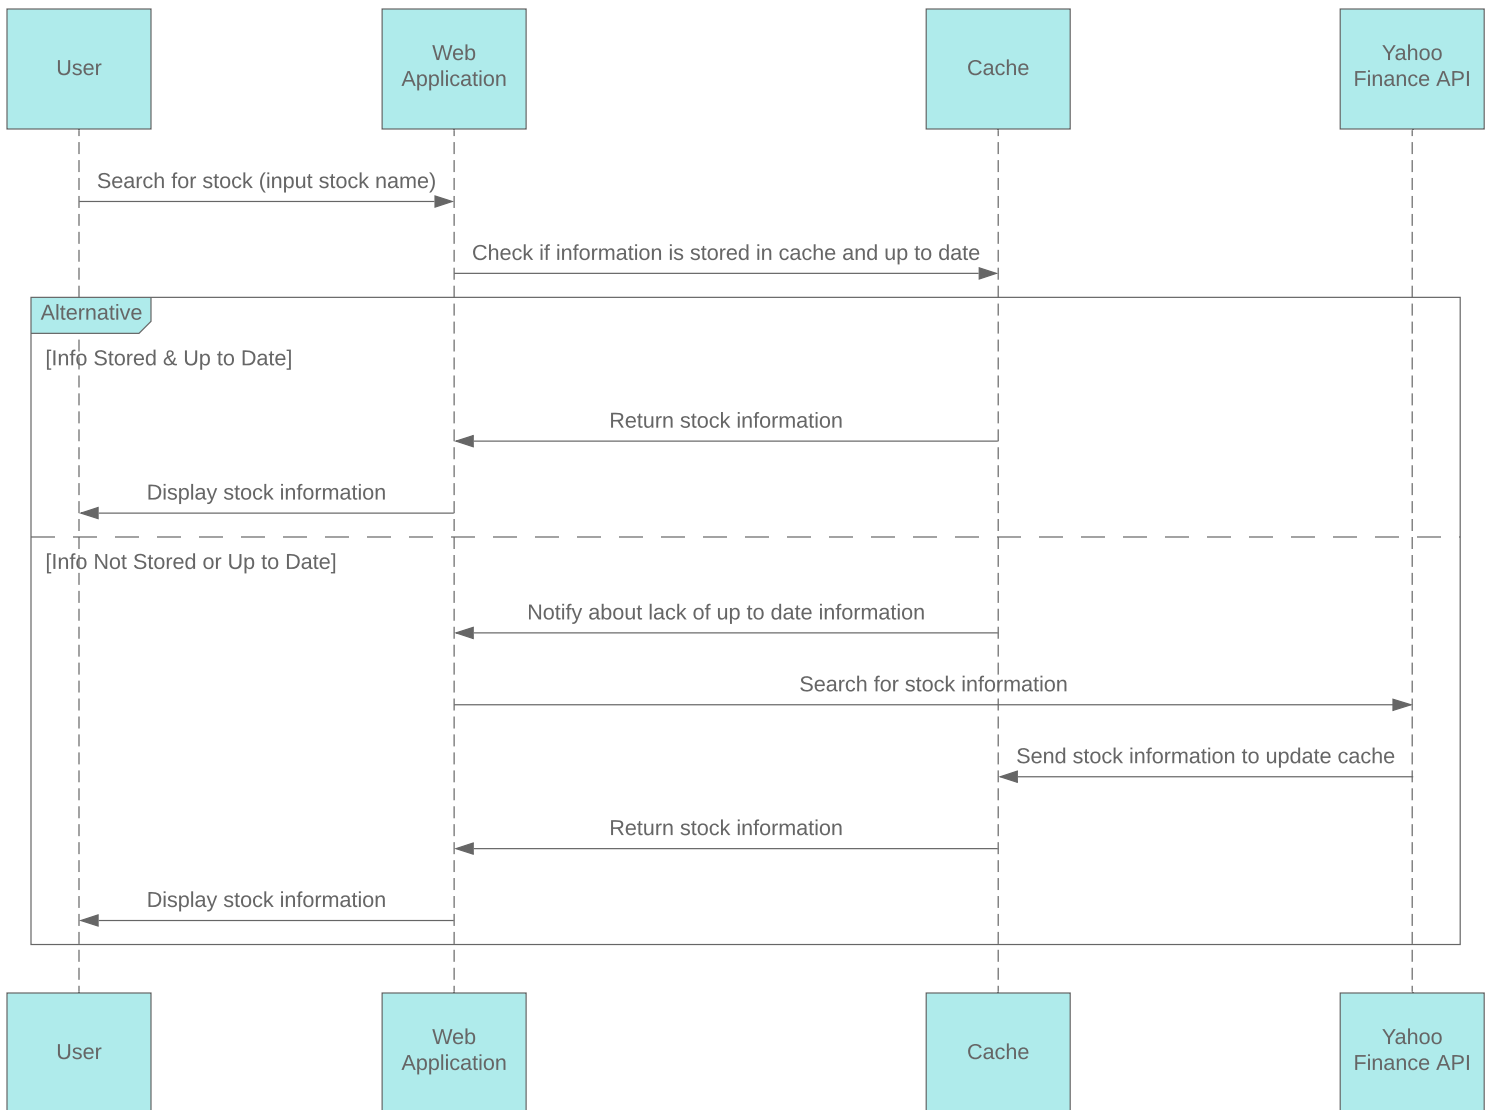 User
Web
Application
Cache
Yahoo
Finance API
Search for stock (input stock name)
Check if information is stored in cache and up to date
Alternative
[Info Stored & Up to Date]
Return stock information
Display stock information
[Info Not Stored or Up to Date]
Notify about lack of up to date information
Search for stock information
Send stock information to update cache
Return stock information
Display stock information
User
Web
Application
Cache
Yahoo
Finance API